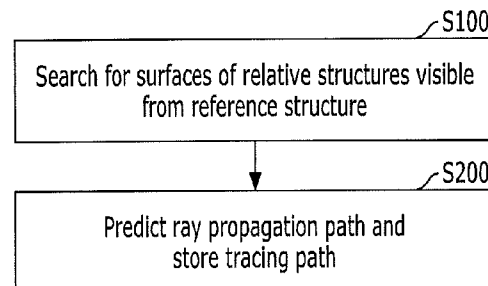 S100
Search for surfaces of relative structures visible
from reference structure
S200
Predict ray propagation path and
store tracing path